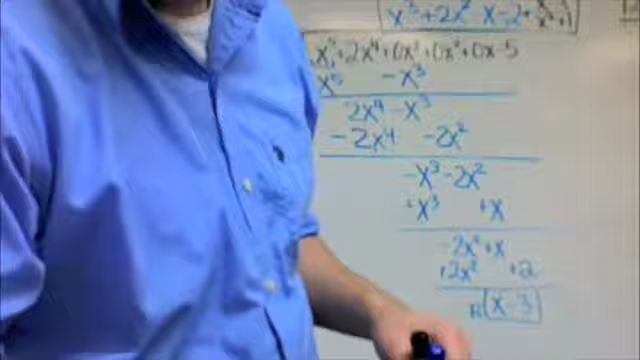 x³+2x² x-2+
x⁵+2x⁴+0x³+0x²+0x-5
x⁵ -x³
2x⁴-x³
-2x⁴ -2x²
-x³-2x²
+x³ +x
-2x²+x
+2x² +2
R x-3